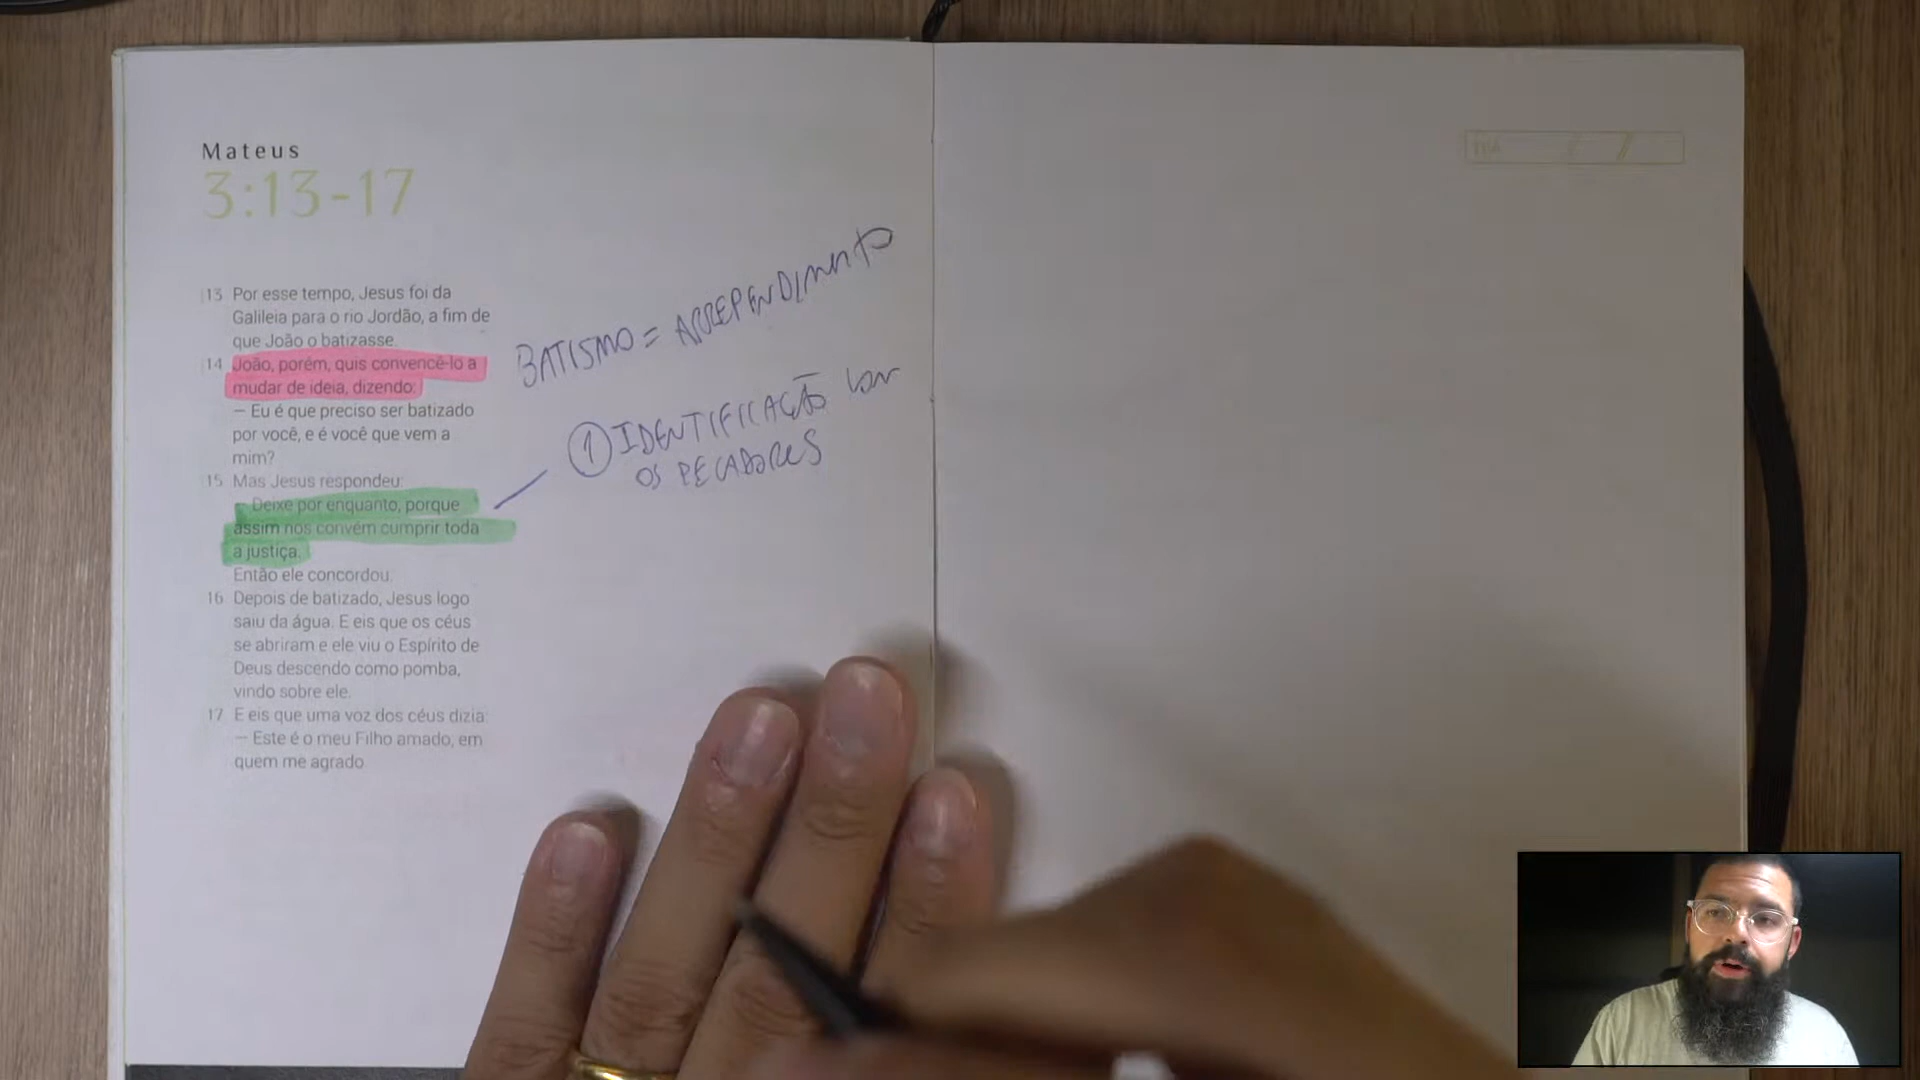 Mateus
3:13-17
13 Por esse tempo, Jesus foi da
Galileia para o rio Jordão, a fim de
que João o batizasse.
14 João, porém, quis convencê-lo a
mudar de ideia, dizendo:
— Eu é que preciso ser batizado
por você, e é você que vem a
mim?
15 Mas Jesus respondeu:
— Deixe por enquanto, porque
assim nos convém cumprir toda
a justiça.
Então ele concordou.
16 Depois de batizado, Jesus logo
saiu da água. E eis que os céus
se abriram e ele viu o Espírito de
Deus descendo como pomba,
vindo sobre ele.
17 E eis que uma voz dos céus dizia:
— Este é o meu Filho amado, em
quem me agrado
BATISMO = ARREPENDIMENTO
1 IDENTIFICAÇÃO com
OS PECADORES